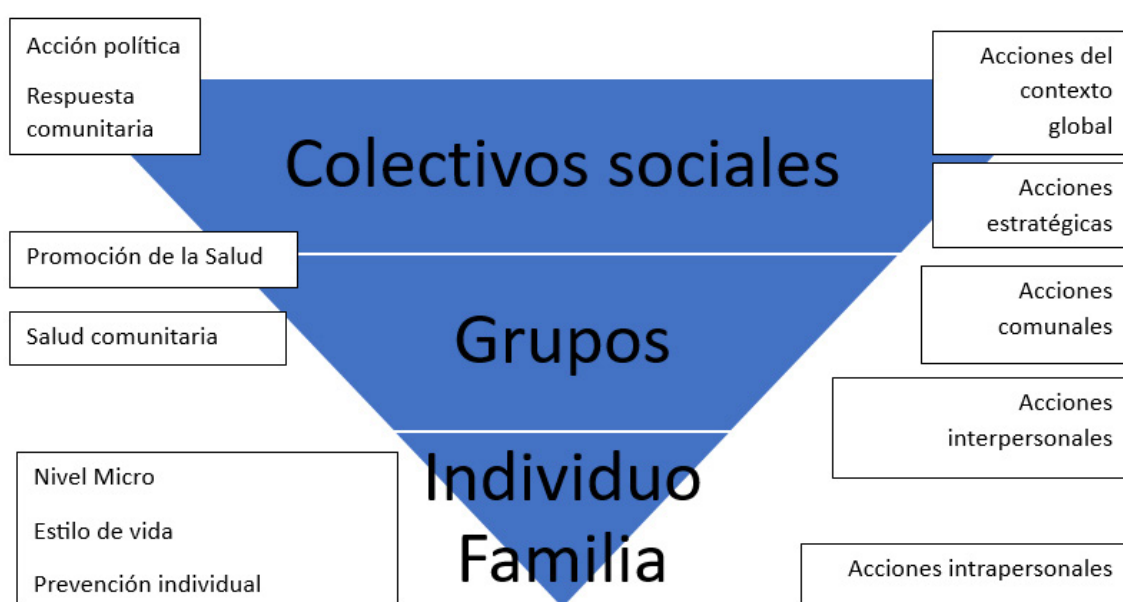 Acción política
Respuesta
comunitaria
Acciones del
contexto
global
Colectivos sociales
Acciones
estratégicas
Promoción de la Salud
Acciones
comunales
Salud comunitaria
Grupos
Acciones
interpersonales
Nivel Micro
Estilo de vida
Prevención individual
Individuo
Familia
Acciones intrapersonales